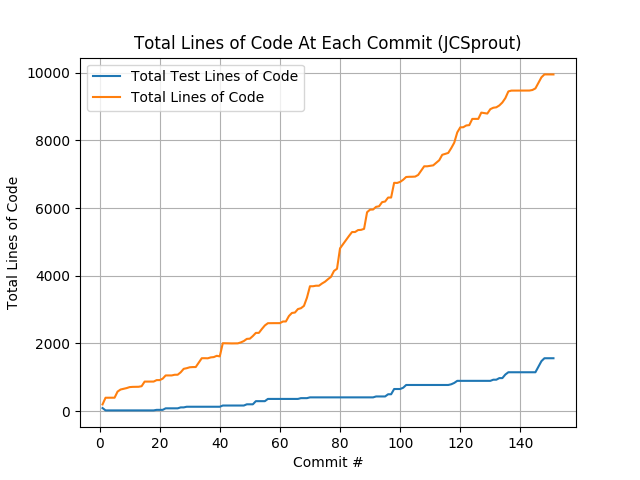 Total Lines of Code At Each Commit (JCSprout)
Total Test Lines of Code
Total Lines of Code
10000
8000
6000
4000
2000
0
Total Lines of Code
0 20 40 60 80 100 120 140
Commit #